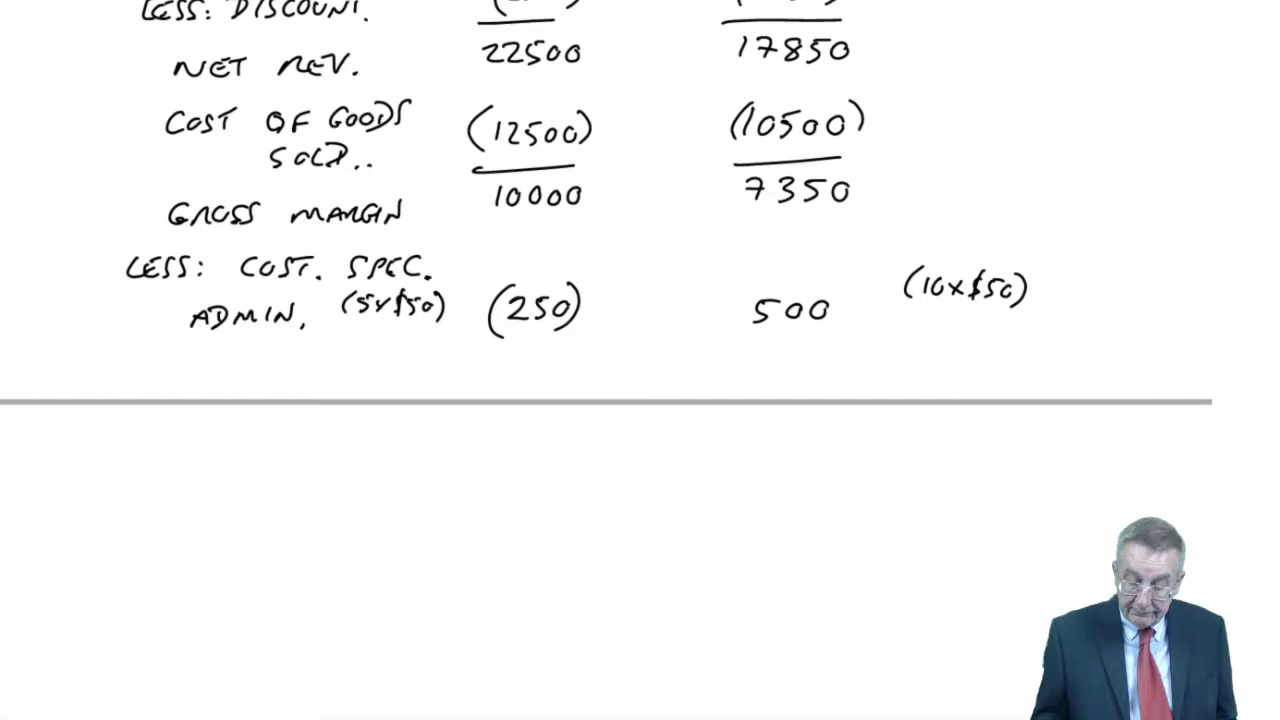 LESS: DISCOUNT.
NET REV. 22500 17850
COST OF GOODS (12500) (10500)
SOLD..
GROSS MARGIN 10000 7350
LESS: COST. SPEC.
ADMIN. (5x$50) (250) 500 (10x$50)